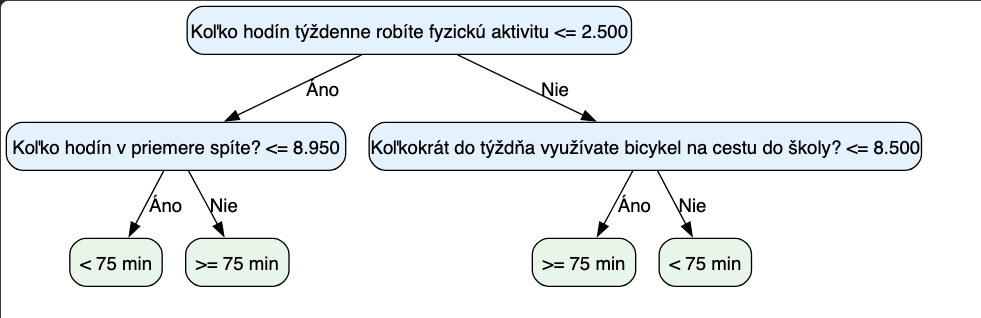 Koľko hodín týždenne robíte fyzickú aktivitu <= 2.500
Áno
Nie
Koľko hodín v priemere spíte? <= 8.950
Koľkokrát do týždňa využívate bicykel na cestu do školy? <= 8.500
Áno
Nie
Áno
Nie
< 75 min
>= 75 min
>= 75 min
< 75 min